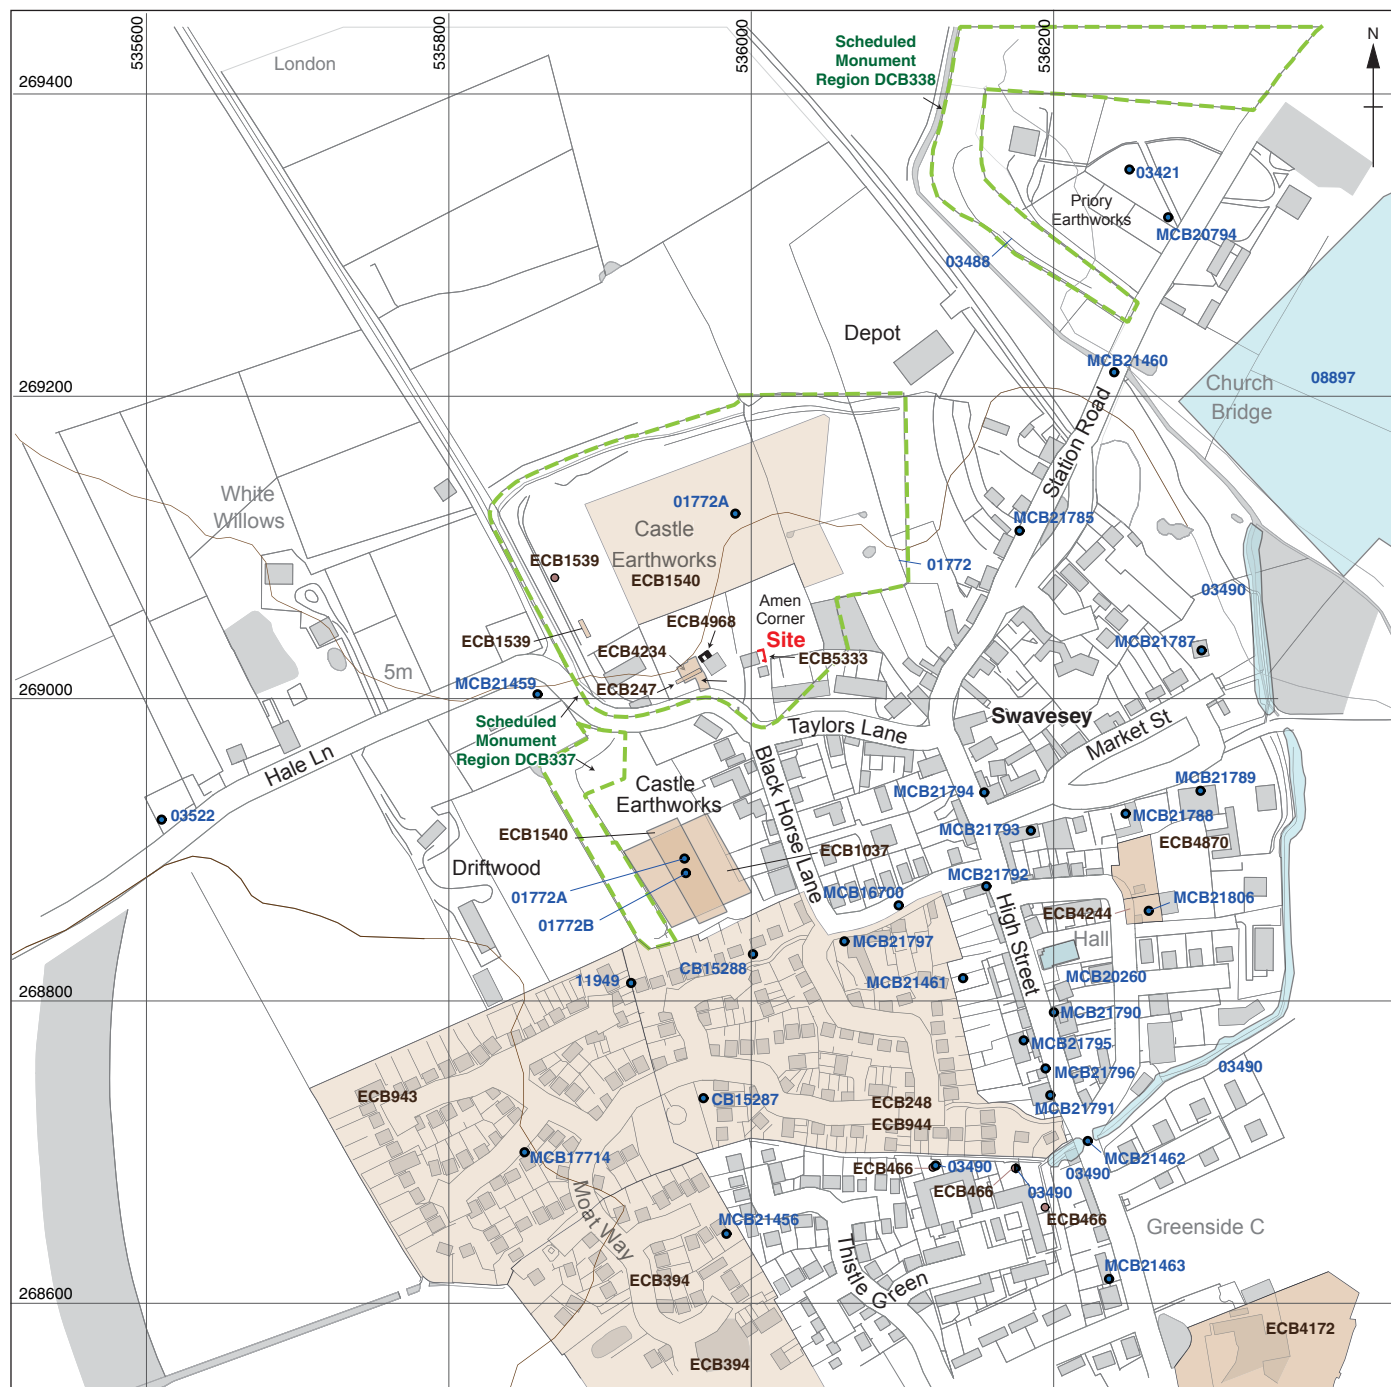 535600
535800
536000
536200
N
London
Scheduled
Monument
Region DCB338
269400
03421
Priory
Earthworks
MCB20794
03488
Depot
MCB21460
269200
Church
Bridge
08897
Station Road
White
Willows
01772A
Castle
Earthworks
MCB21785
ECB1539
ECB1540
01772
03490
Amen
Corner
ECB4968
Site
ECB1539
ECB4234
ECB5333
MCB21787
5m
MCB21459
ECB247
269000
Scheduled
Monument
Region DCB337
Swavesey
Taylors Lane
Market St
Hale Ln
Black Horse Lane
Castle
Earthworks
MCB21789
MCB21794
03522
ECB1540
MCB21793
MCB21788
ECB4870
ECB1037
Driftwood
MCB21792
01772A
MCB16700
MCB21806
01772B
ECB4244
High Street
Hall
MCB21797
CB15288
11949
MCB21461
MCB20260
268800
MCB21790
MCB21795
MCB21796
03490
ECB943
CB15287
ECB248
MCB21791
ECB944
MCB17714
MCB21462
ECB466
03490
03490
ECB466
03490
Moat Way
MCB21456
ECB466
Greenside C
Thistle Green
ECB394
MCB21463
268600
ECB4172
ECB394